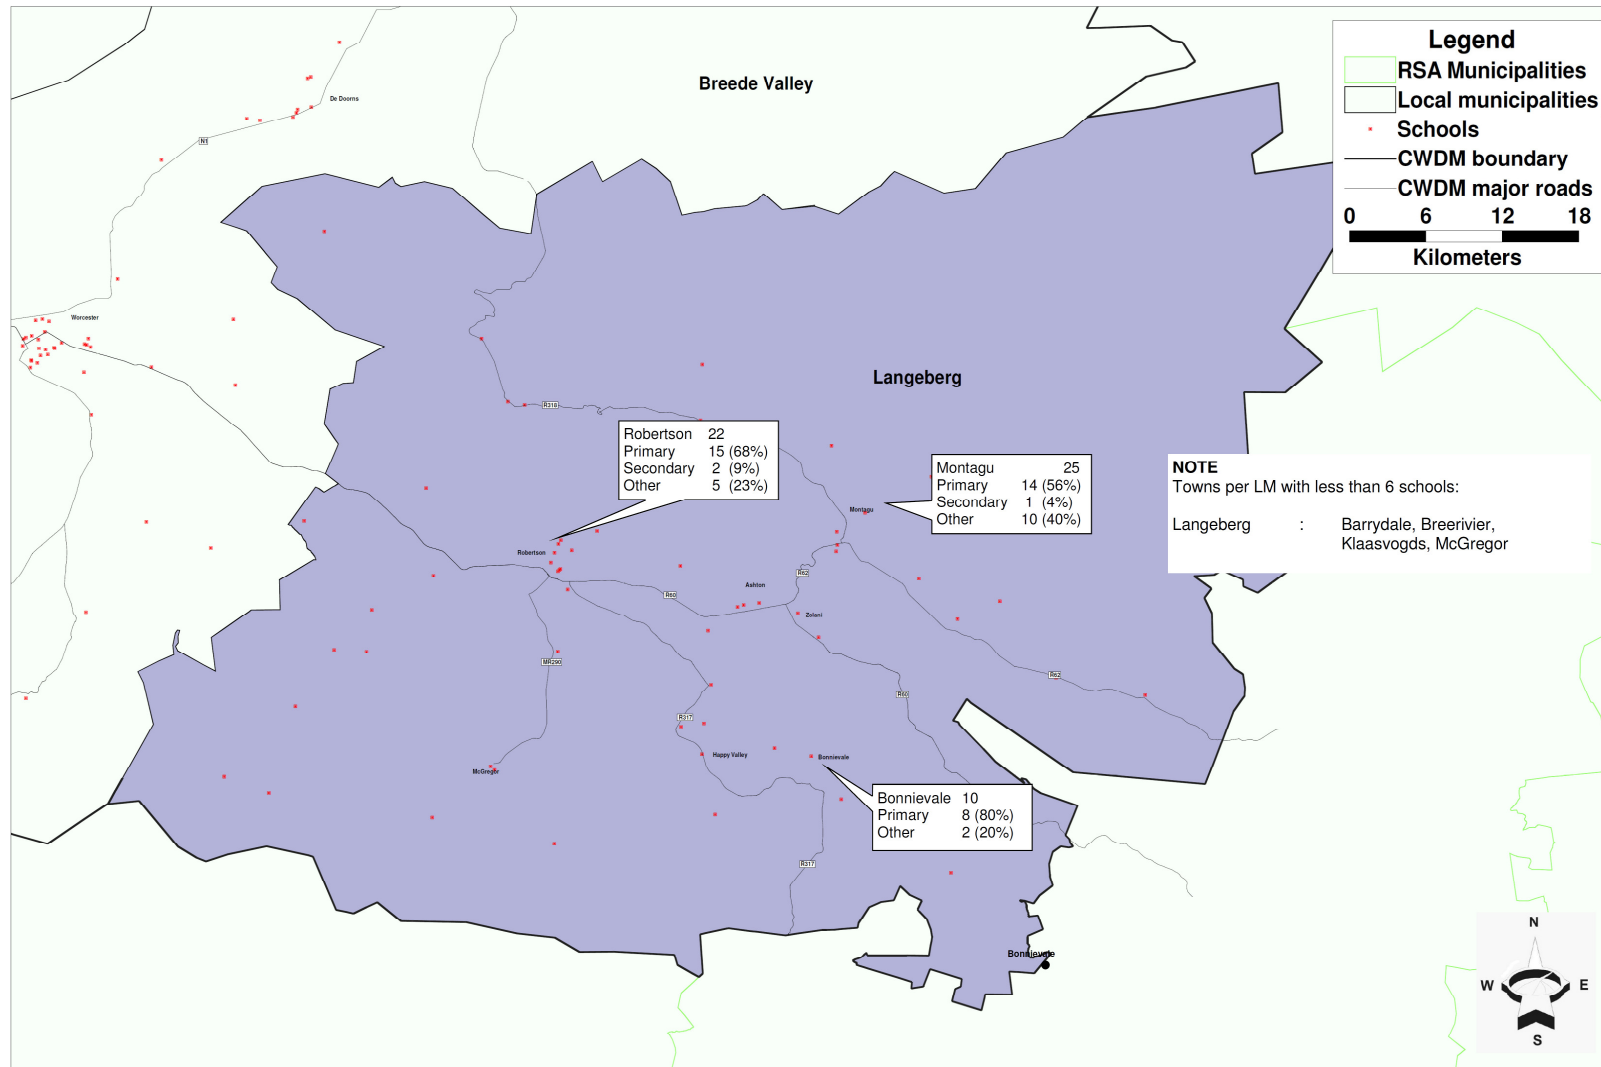 Legend
RSA Municipalities
Local municipalities
Schools
CWDM boundary
CWDM major roads
0 6 12 18
Kilometers
Breede Valley
De Doorns
N1
Worcester
Langeberg
R318
Robertson 22
Primary 15 (68%)
Secondary 2 (9%)
Other 5 (23%)
Montagu 25
Primary 14 (56%)
Secondary 1 (4%)
Other 10 (40%)
NOTE
Towns per LM with less than 6 schools:
Langeberg : Barrydale, Breerivier,
Klaasvogds, McGregor
Montagu
Robertson
R62
Ashton
R60
Zolani
MR290
R62
R60
R317
Happy Valley
Bonnievale
McGregor
Bonnievale 10
Primary 8 (80%)
Other 2 (20%)
R317
Bonnievale
N
W E
S